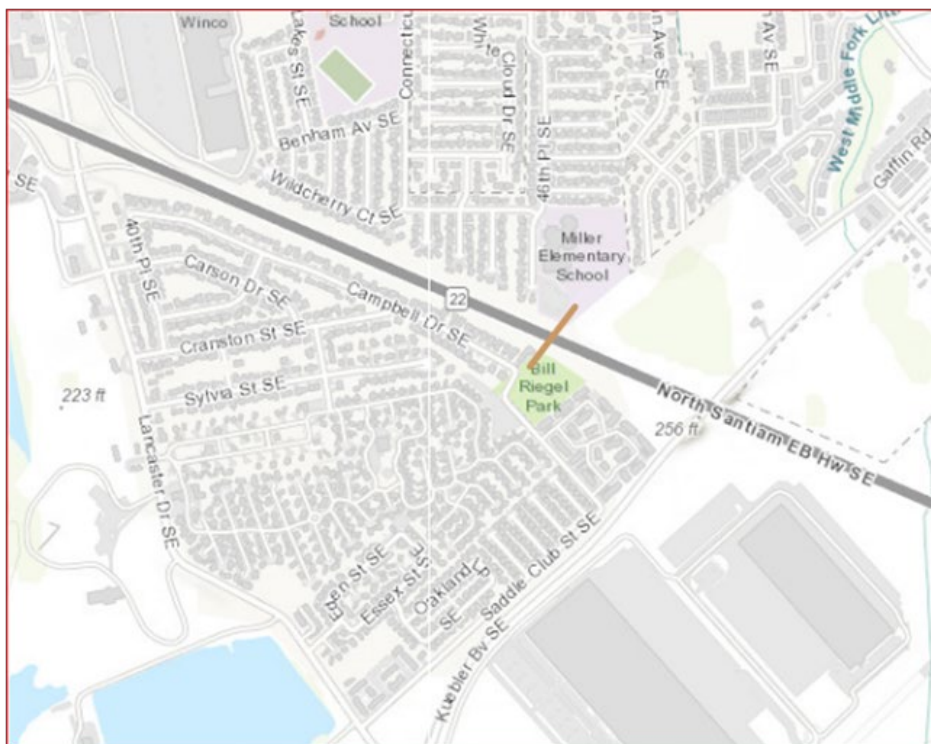 Winco
School
Lakes St SE
Connecticu
White
Cloud Dr SE
n Ave SE
n Av SE
West Middle Fork Litt
Gaffin Rd
Benham Av SE
46th Pl SE
Wildcherry Ct SE
SE
40th Pl SE
Carson Dr SE
Campbell Dr SE
22
Miller
Elementary
School
Cranston St SE
Sylvia St SE
Bill
Riegel
Park
223 ft
North Santiam EB Hw SE
256 ft
Lancaster Dr SE
Essex St SE
Oakland
SE
Saddle Club St SE
Kuebler Bv SE